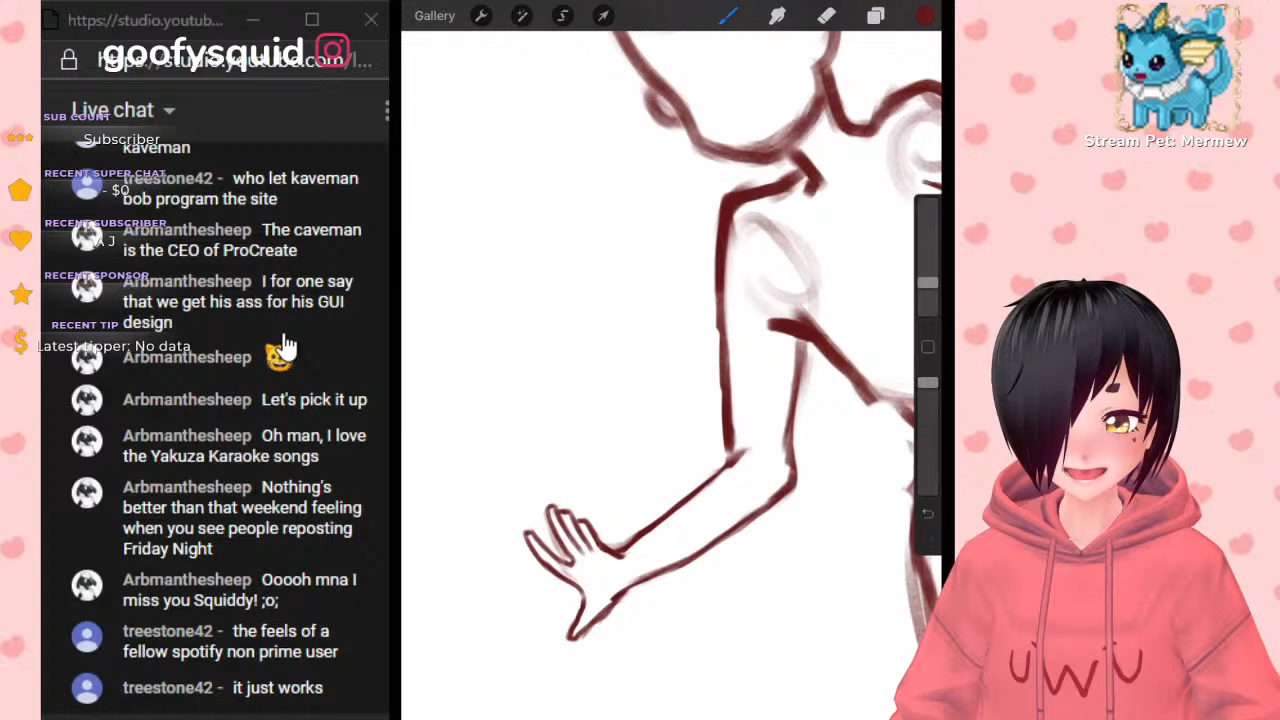 https://studio.youtub...
goofysquid
https://studio.youtube.com/l...
Live chat
SUB COUNT
Subscriber
kaveman
RECENT SUPER CHAT
- $0
treestone42 - who let kaveman
bob program the site
RECENT SUBSCRIBER
A J
Arbmanthesheep The caveman
is the CEO of ProCreate
RECENT SPONSOR
Arbmanthesheep I for one say
that we get his ass for his GUI
design
RECENT TIP
Latest tipper: No data
Arbmanthesheep
Arbmanthesheep Let's pick it up
Arbmanthesheep Oh man, I love
the Yakuza Karaoke songs
Arbmanthesheep Nothing's
better than that weekend feeling
when you see people reposting
Friday Night
Arbmanthesheep Ooooh mna I
miss you Squiddy! ;o;
treestone42 - the feels of a
fellow spotify non prime user
treestone42 - it just works
Gallery
Stream Pet: Mermew
UWU